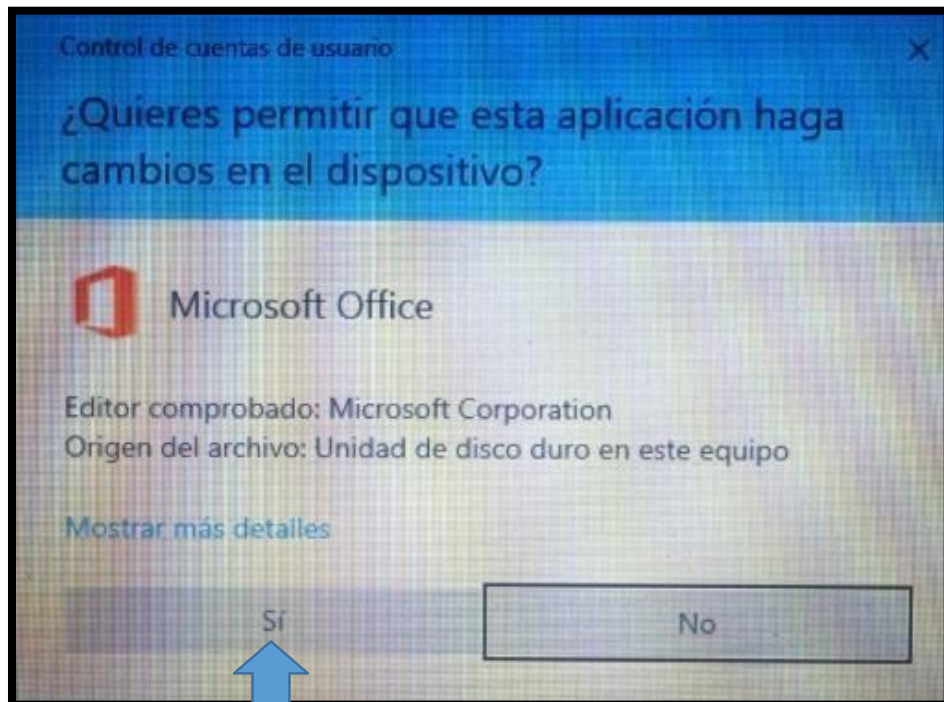 Control de cuentas de usuario
¿Quieres permitir que esta aplicación haga
cambios en el dispositivo?
Microsoft Office
Editor comprobado: Microsoft Corporation
Origen del archivo: Unidad de disco duro en este equipo
Mostrar más detalles
Sí
No